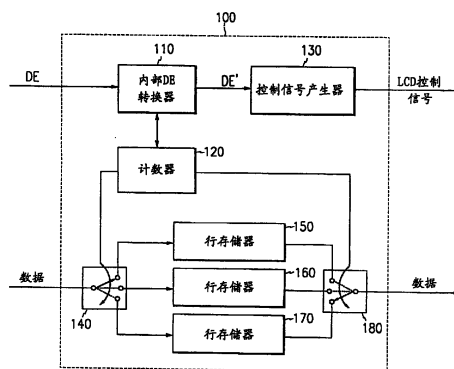 100
110
130
DE
内部DE
转换器
DE'
控制信号产生器
LCD控制
信号
120
计数器
150
行存储器
160
行存储器
170
行存储器
数据
140
数据
180